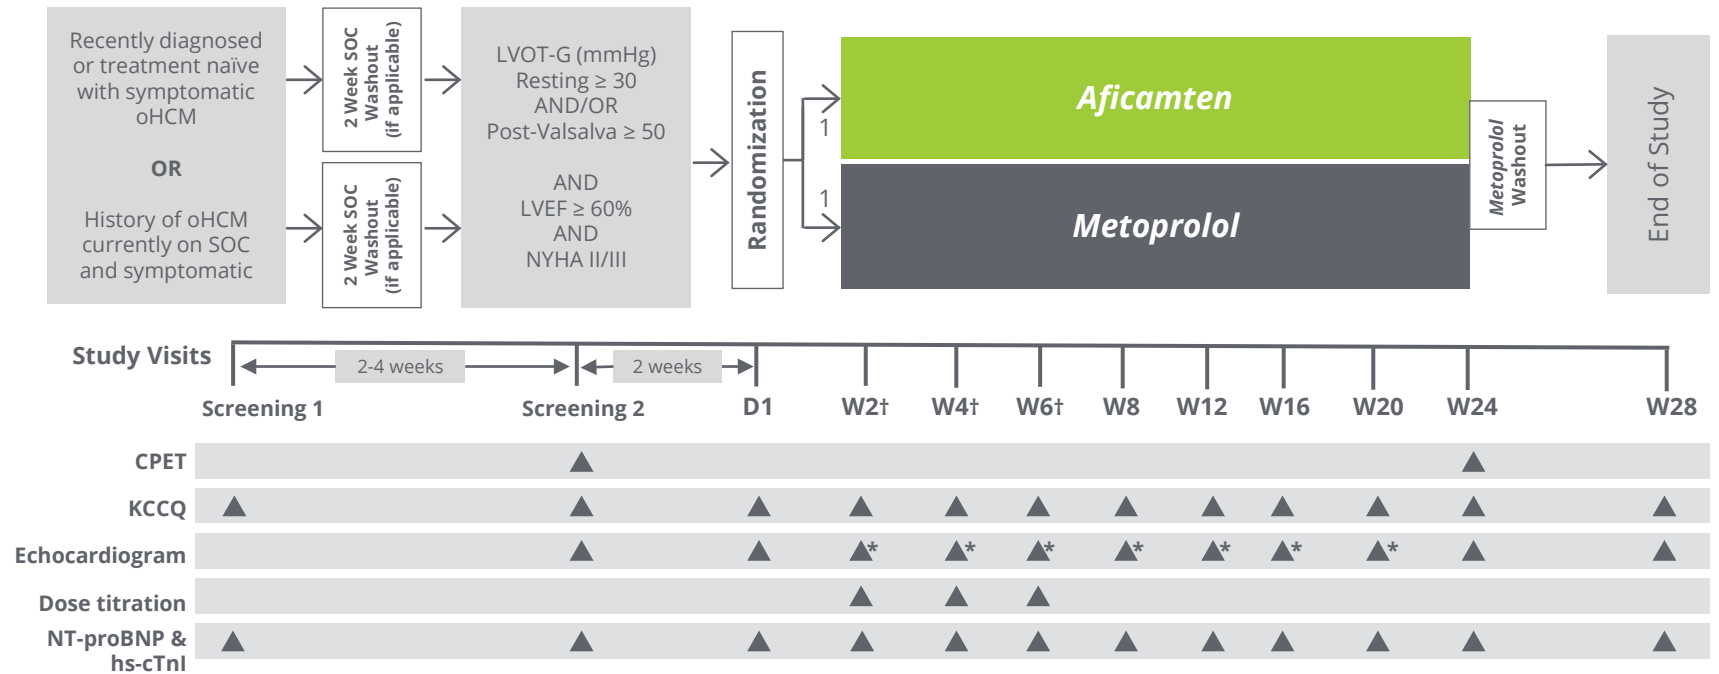 Recently diagnosed
or treatment naïve
with symptomatic
oHCM
OR
History of oHCM
currently on SOC
and symptomatic
2 Week SOC
Washout
(if applicable)
2 Week SOC
Washout
(if applicable)
LVOT-G (mmHg)
Resting ≥ 30
AND/OR
Post-Valsalva ≥ 50
AND
LVEF ≥ 60%
AND
NYHA II/III
Randomization
1
1
Aficamten
Metoprolol
Metoprolol
Washout
End of Study
Study Visits
2-4 weeks
2 weeks
Screening 1
Screening 2
D1
W2†
W4†
W6†
W8
W12
W16
W20
W24
W28
CPET
KCCQ
Echocardiogram
* * * * * * *
Dose titration
NT-proBNP &
hs-cTnI